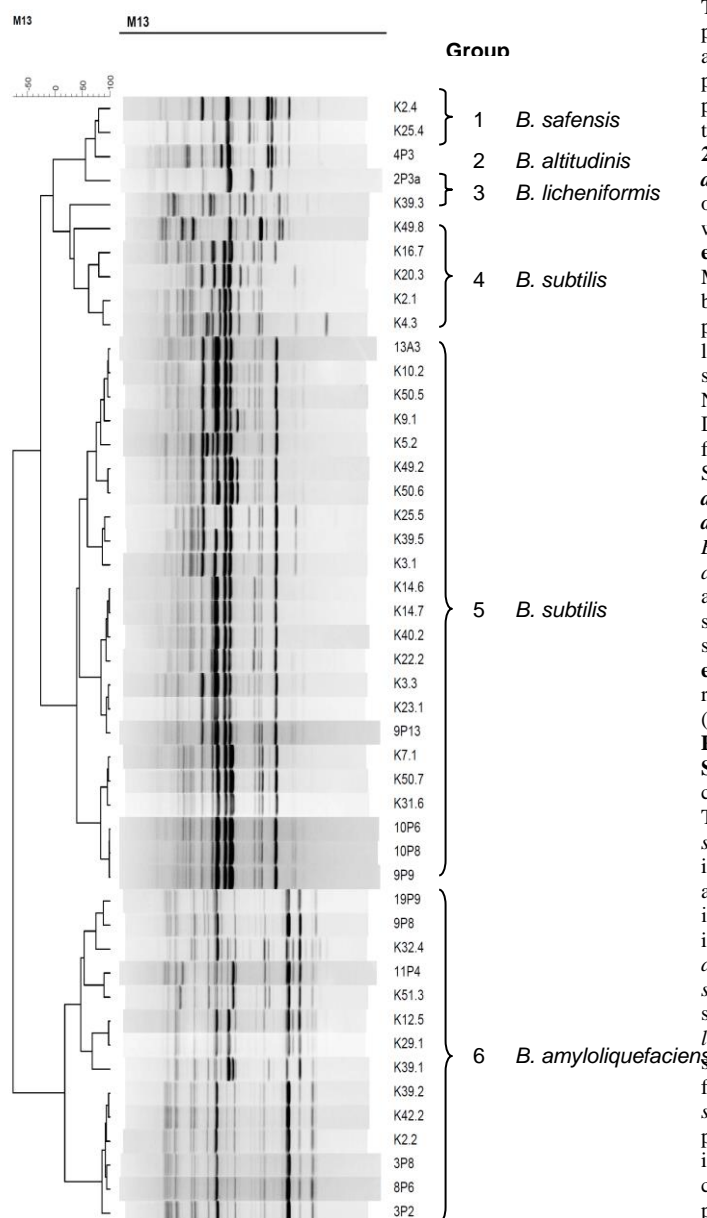 M13 M13
Group
-50 0 50 100
K2.4
1 B. safensis
K25.4
4P3
2 B. altitudinis
2P3a
3 B. licheniformis
K39.3
K49.8
K16.7
K20.3
4 B. subtilis
K2.1
K4.3
13A3
K10.2
K50.5
K9.1
K5.2
K49.2
K50.6
K25.5
K39.5
K3.1
K14.6
K14.7
5 B. subtilis
K40.2
K22.2
K3.3
K23.1
9P13
K7.1
K50.7
K31.6
10P6
10P8
9P9
19P9
9P8
K32.4
11P4
K51.3
K12.5
K29.1
K39.1
6 B. amyloliquefaciens
K39.2
K42.2
K2.2
3P8
8P6
3P2